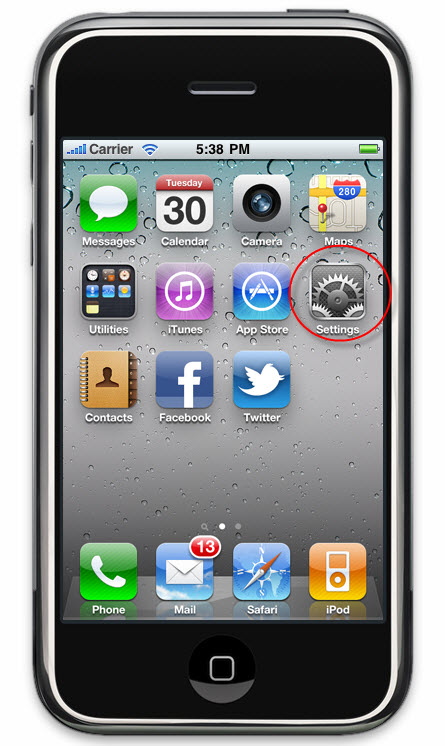 Carrier 5:38 PM
Tuesday
30
280
Messages Calendar Camera Maps
Utilities iTunes App Store Settings
Contacts Facebook Twitter
13
Phone Mail Safari iPod